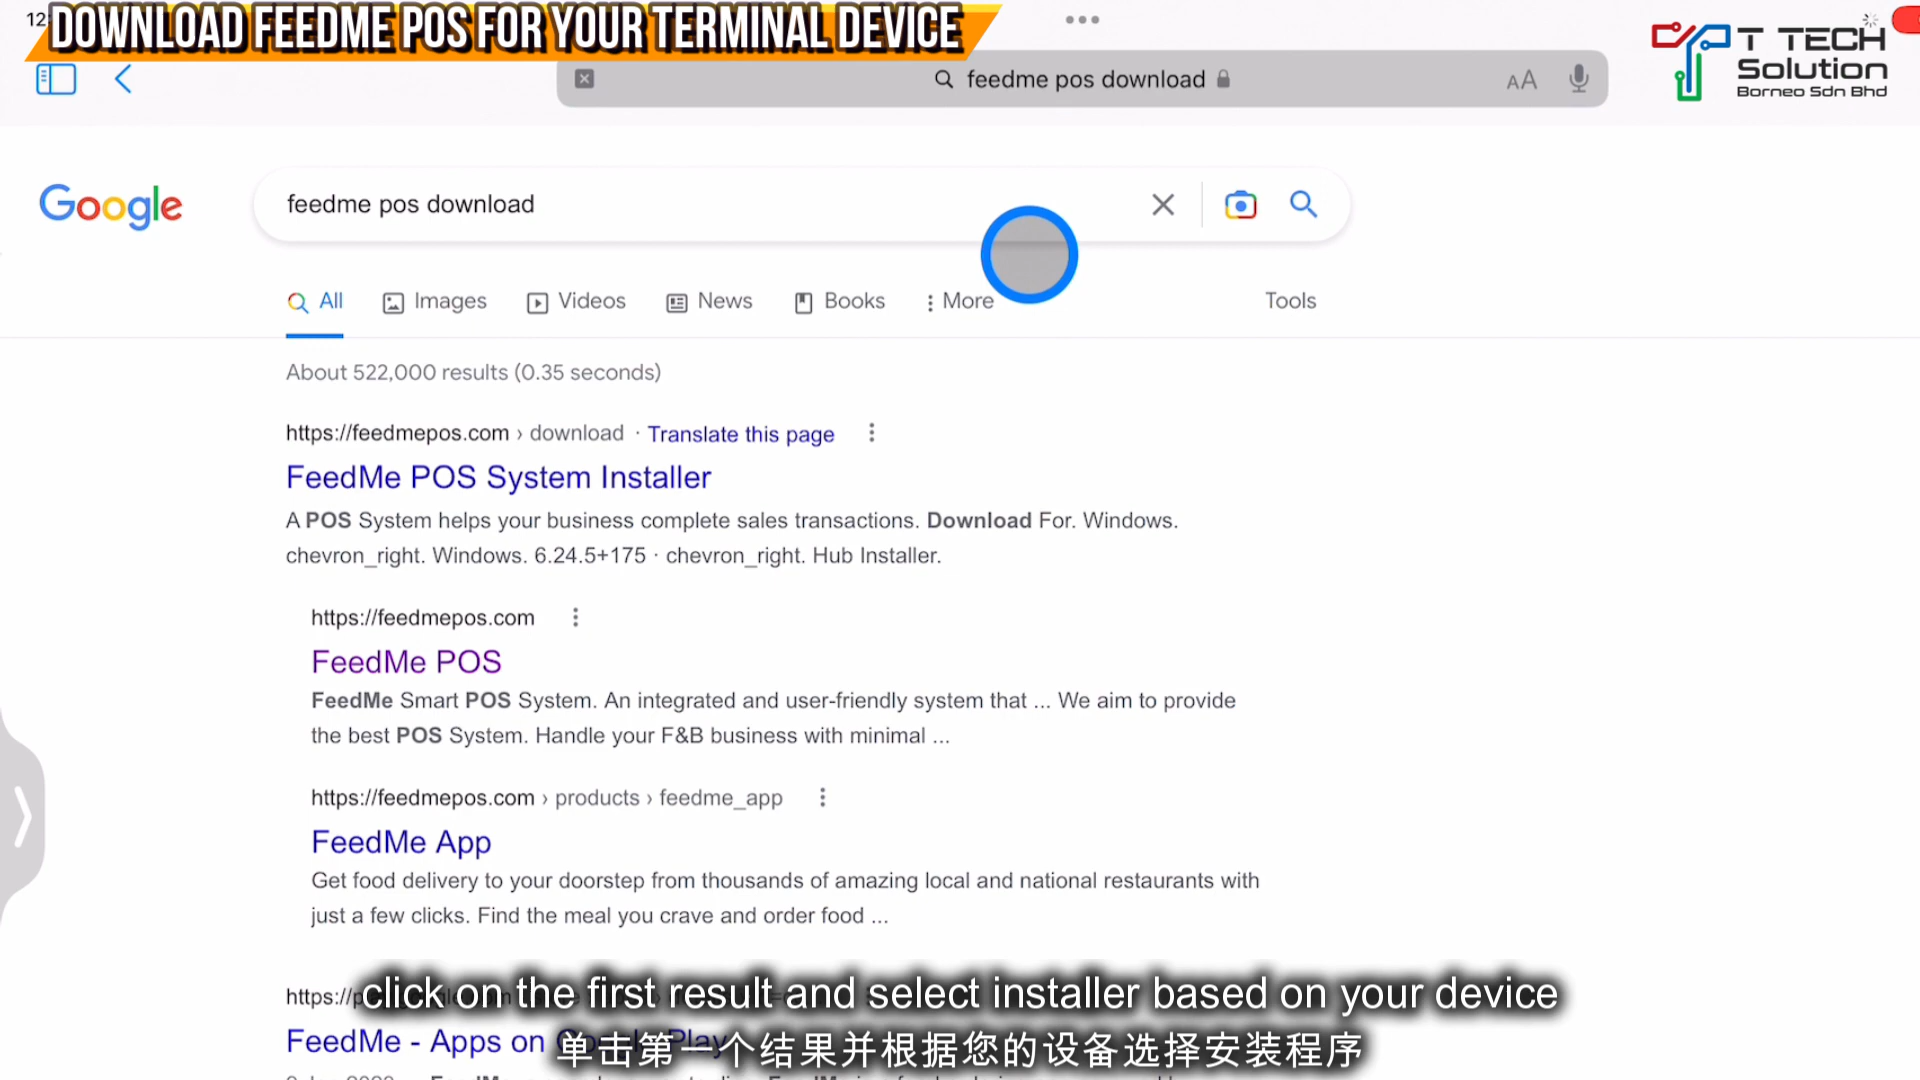 12
DOWNLOAD FEEDME POS FOR YOUR TERMINAL DEVICE
feedme pos download
AA
T TECH
Solution
Borneo Sdn Bhd
Google
feedme pos download
All
Images
Videos
News
Books
More
Tools
About 522,000 results (0.35 seconds)
https://feedmepos.com › download · Translate this page
FeedMe POS System Installer
A POS System helps your business complete sales transactions. Download For. Windows.
chevron_right. Windows. 6.24.5+175 · chevron_right. Hub Installer.
https://feedmepos.com
FeedMe POS
FeedMe Smart POS System. An integrated and user-friendly system that ... We aim to provide
the best POS System. Handle your F&B business with minimal ...
https://feedmepos.com › products › feedme_app
FeedMe App
Get food delivery to your doorstep from thousands of amazing local and national restaurants with
just a few clicks. Find the meal you crave and order food ...
click on the first result and select installer based on your device
FeedMe - Apps on
Play
单击第一个结果并根据您的设备选择安装程序